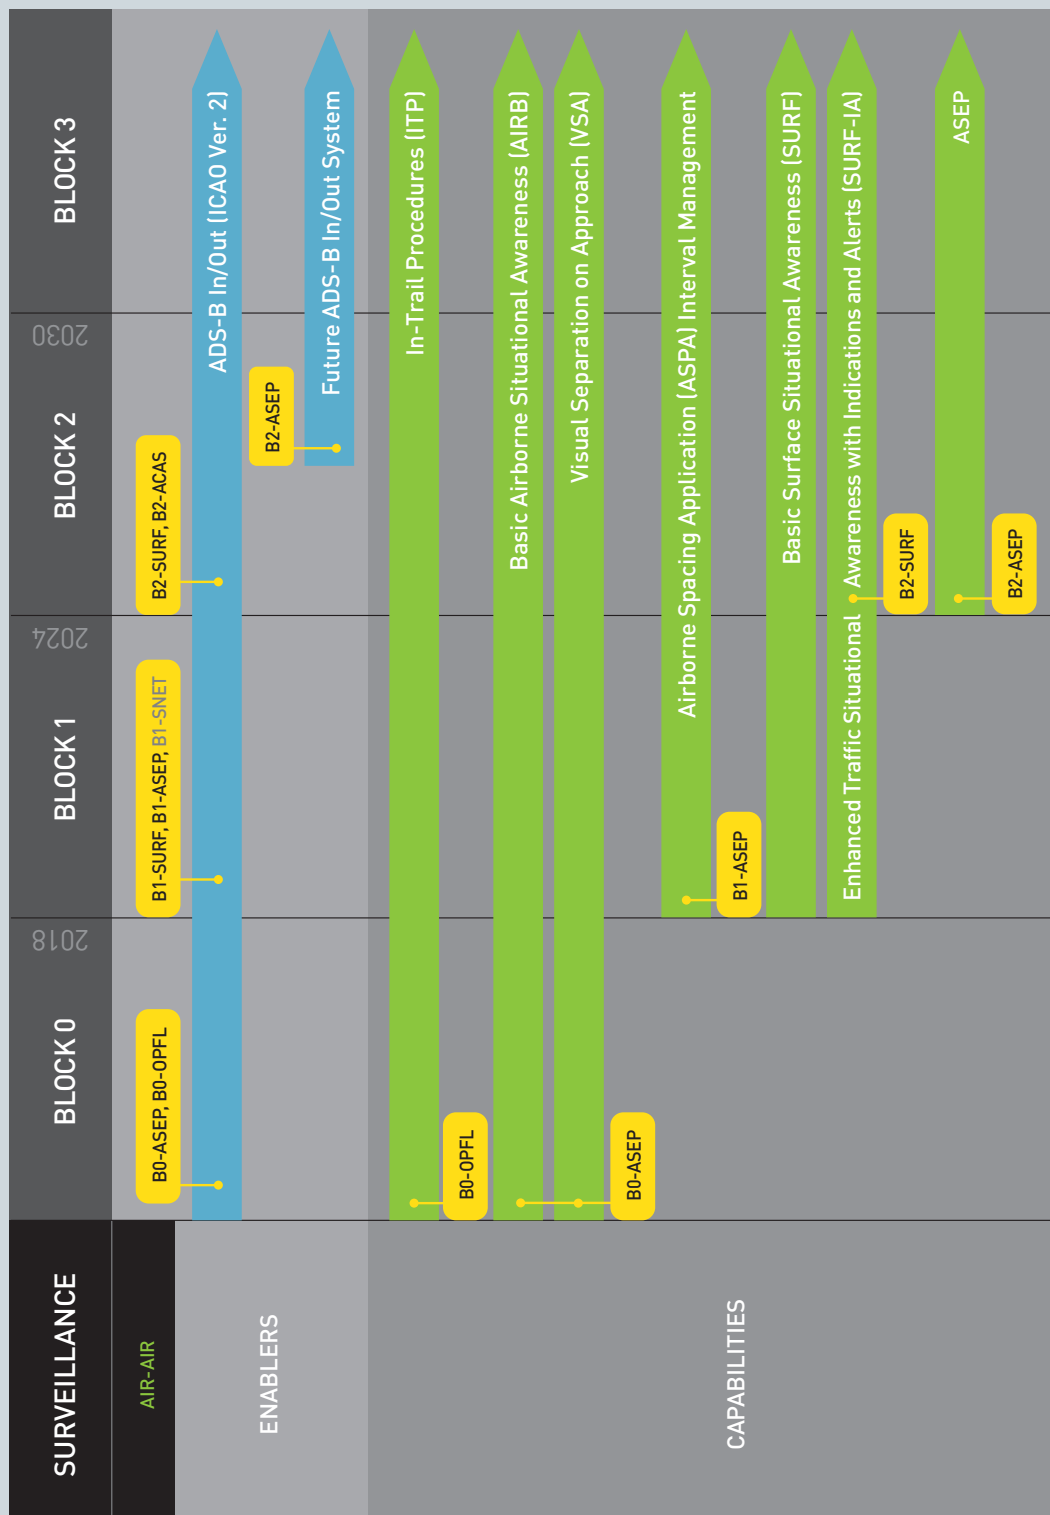 SURVEILLANCE
BLOCK 0
2018
BLOCK 1
2024
BLOCK 2
2030
BLOCK 3
AIR-AIR
ENABLERS
B0-ASEP, B0-OPFL
B1-SURF, B1-ASEP, B1-SNET
B2-SURF, B2-ACAS
ADS-B In/Out (ICAO Ver. 2)
B2-ASEP
Future ADS-B In/Out System
CAPABILITIES
In-Trail Procedures (ITP)
B0-OPFL
Basic Airborne Situational Awareness (AIRB)
Visual Separation on Approach (VSA)
B0-ASEP
Airborne Spacing Application (ASPA) Interval Management
B1-ASEP
Basic Surface Situational Awareness (SURF)
Enhanced Traffic Situational Awareness with Indications and Alerts (SURF-IA)
B2-SURF
ASEP
B2-ASEP